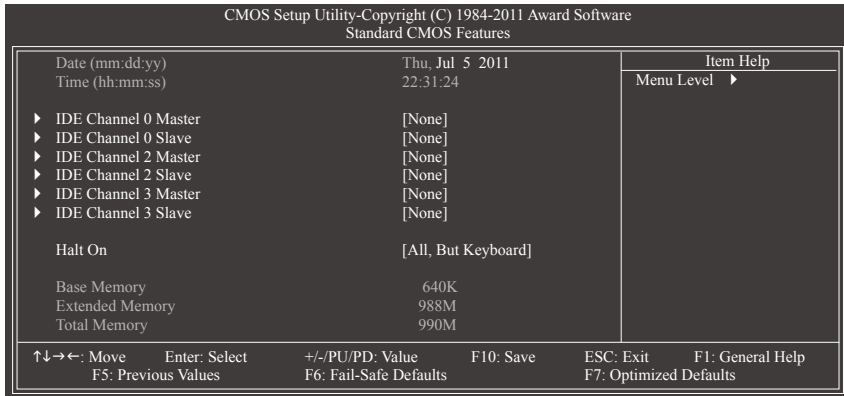 CMOS Setup Utility-Copyright (C) 1984-2011 Award Software
Standard CMOS Features
Date (mm:dd:yy) Thu, Jul 5 2011
Time (hh:mm:ss) 22:31:24
IDE Channel 0 Master [None]
IDE Channel 0 Slave [None]
IDE Channel 2 Master [None]
IDE Channel 2 Slave [None]
IDE Channel 3 Master [None]
IDE Channel 3 Slave [None]
Halt On [All, But Keyboard]
Base Memory 640K
Extended Memory 988M
Total Memory 990M
Item Help
Menu Level ▶
↑↓→←: Move Enter: Select +/-/PU/PD: Value F10: Save ESC: Exit F1: General Help
F5: Previous Values F6: Fail-Safe Defaults F7: Optimized Defaults